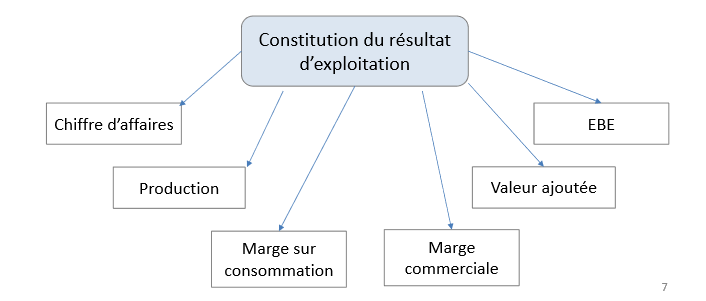 Constitution du résultat
d’exploitation
Chiffre d’affaires
EBE
Production
Valeur ajoutée
Marge sur
consommation
Marge
commerciale
7